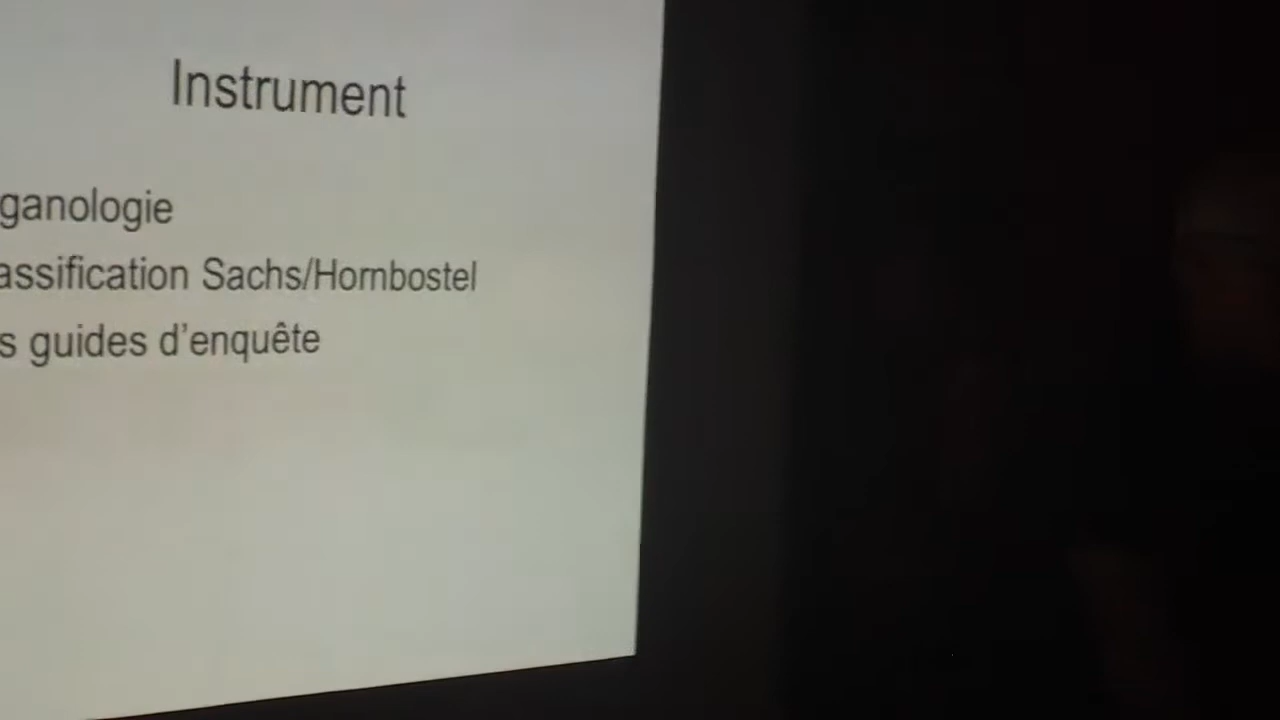 Instrument
ganologie
assification Sachs/Hornbostel
s guides d'enquête